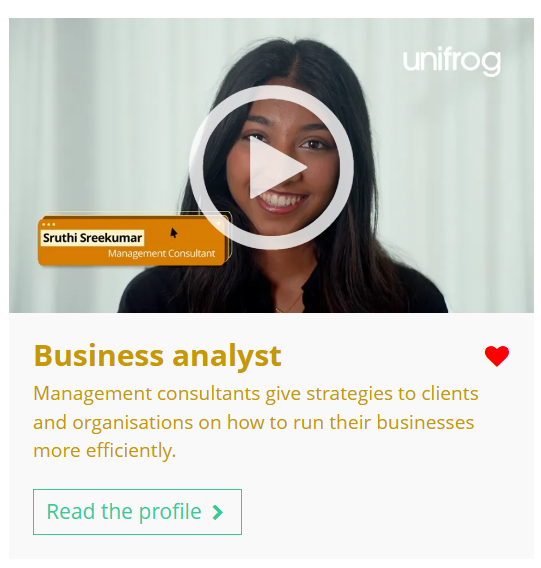 unifrog
Sruthi Sreekumar
Management Consultant
Business analyst
Management consultants give strategies to clients
and organisations on how to run their businesses
more efficiently.
Read the profile